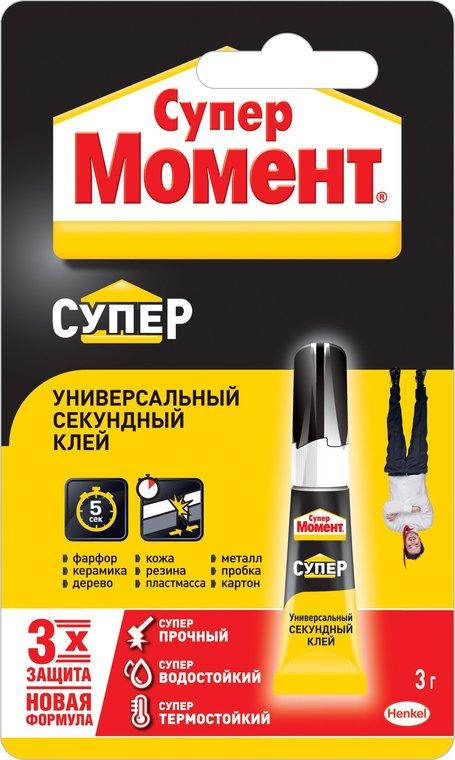 Супер
Момент®
СУПЕР
УНИВЕРСАЛЬНЫЙ
СЕКУНДНЫЙ
КЛЕЙ
5
сек
фарфор
керамика
дерево
кожа
резина
пластмасса
металл
пробка
картон
Супер
Момент
СУПЕР
Универсальный
СЕКУНДНЫЙ
КЛЕЙ
3X
ЗАЩИТА
НОВАЯ
ФОРМУЛА
СУПЕР
ПРОЧНЫЙ
СУПЕР
ВОДОСТОЙКИЙ
СУПЕР
ТЕРМОСТОЙКИЙ
3 г
Henkel